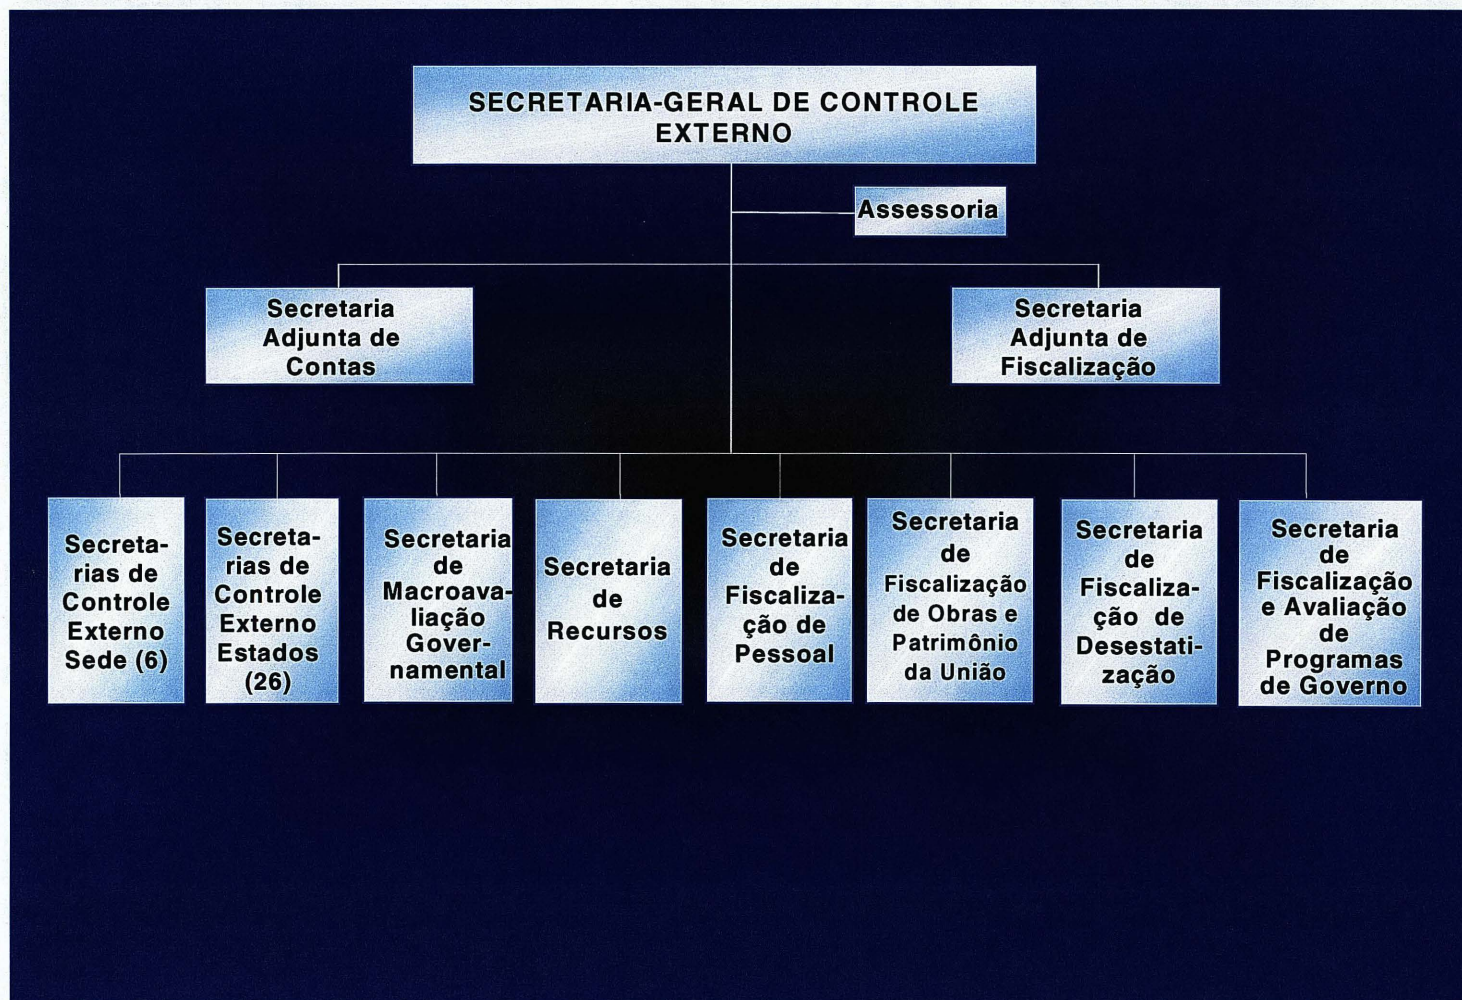 SECRETARIA-GERAL DE CONTROLE
EXTERNO
Assessoria
Secretaria
Adjunta de
Contas
Secretaria
Adjunta de
Fiscalização
Secreta-
rias de
Controle
Externo
Sede (6)
Secreta-
rias de
Controle
Externo
Estados
(26)
Secretaria
de
Macroava-
liação
Gover-
namental
Secretaria
de
Recursos
Secretaria
de
Fiscaliza-
ção de
Pessoal
Secretaria
de
Fiscalização
de Obras e
Patrimônio
da União
Secretaria
de
Fiscaliza-
ção de
Desestati-
zação
Secretaria
de
Fiscalização
e Avaliação
de
Programas
de Governo